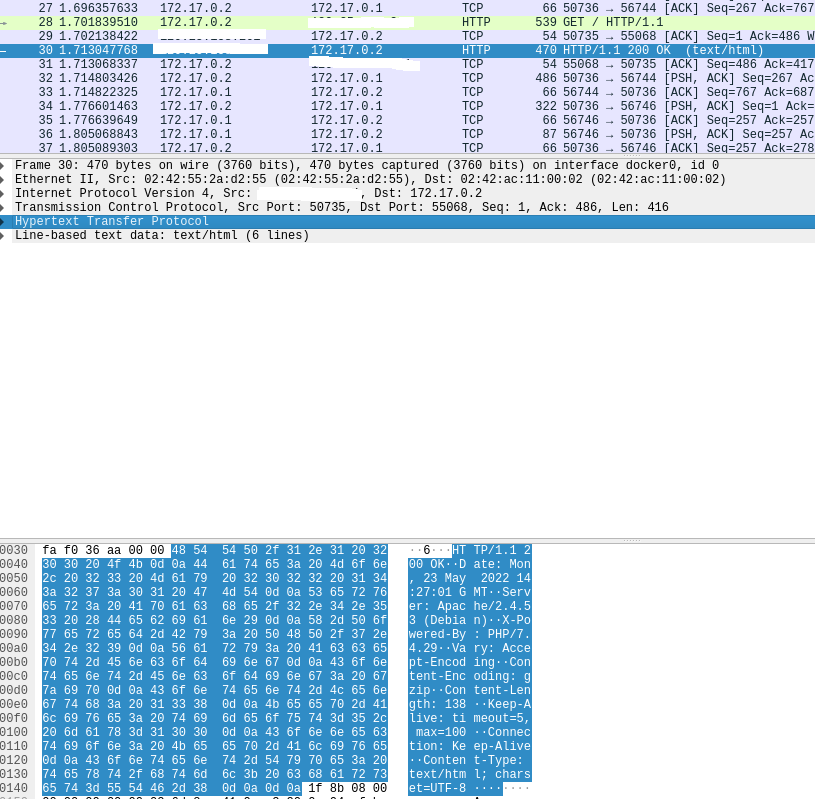 27 1.696357633 172.17.0.2 172.17.0.1 TCP 66 50736 → 56744 [ACK] Seq=267 Ack=767
28 1.701839510 172.17.0.2 HTTP 539 GET / HTTP/1.1
29 1.702138422 172.17.0.2 TCP 54 50735 → 55068 [ACK] Seq=1 Ack=486 W
30 1.713047768 172.17.0.2 HTTP 470 HTTP/1.1 200 OK (text/html)
31 1.713068337 172.17.0.2 TCP 54 55068 → 50735 [ACK] Seq=486 Ack=417
32 1.714803426 172.17.0.2 172.17.0.1 TCP 486 50736 → 56744 [PSH, ACK] Seq=267 Ac
33 1.714822325 172.17.0.1 172.17.0.2 TCP 66 56744 → 50736 [ACK] Seq=767 Ack=687
34 1.776601463 172.17.0.2 172.17.0.1 TCP 322 50736 → 56746 [PSH, ACK] Seq=1 Ack=
35 1.776639649 172.17.0.1 172.17.0.2 TCP 66 56746 → 50736 [ACK] Seq=257 Ack=257
36 1.805068843 172.17.0.1 172.17.0.2 TCP 87 56746 → 50736 [PSH, ACK] Seq=257 Ac
37 1.805089303 172.17.0.2 172.17.0.1 TCP 66 50736 → 56746 [ACK] Seq=257 Ack=278
Frame 30: 470 bytes on wire (3760 bits), 470 bytes captured (3760 bits) on interface docker0, id 0
Ethernet II, Src: 02:42:55:2a:d2:55 (02:42:55:2a:d2:55), Dst: 02:42:ac:11:00:02 (02:42:ac:11:00:02)
Internet Protocol Version 4, Src: , Dst: 172.17.0.2
Transmission Control Protocol, Src Port: 50735, Dst Port: 55068, Seq: 1, Ack: 486, Len: 416
Hypertext Transfer Protocol
Line-based text data: text/html (6 lines)
0030 fa f0 36 aa 00 00 48 54 54 50 2f 31 2e 31 20 32 ··6···HT TP/1.1 2
0040 30 30 20 4f 4b 0d 0a 44 61 74 65 3a 20 4d 6f 6e 00 OK··D ate: Mon
0050 2c 20 32 33 20 4d 61 79 20 32 30 32 32 20 31 34 , 23 May 2022 14
0060 3a 32 37 3a 30 31 20 47 4d 54 0d 0a 53 65 72 76 :27:01 G MT··Serv
0070 65 72 3a 20 41 70 61 63 68 65 2f 32 2e 34 2e 35 er: Apac he/2.4.5
0080 33 20 28 44 65 62 69 61 6e 29 0d 0a 58 2d 50 6f 3 (Debia n)··X-Po
0090 77 65 72 65 64 2d 42 79 3a 20 50 48 50 2f 37 2e wered-By : PHP/7.
00a0 34 2e 32 39 0d 0a 56 61 72 79 3a 20 41 63 63 65 4.29··Va ry: Acce
00b0 70 74 2d 45 6e 63 6f 64 69 6e 67 0d 0a 43 6f 6e pt-Encod ing··Con
00c0 74 65 6e 74 2d 45 6e 63 6f 64 69 6e 67 3a 20 67 tent-Enc oding: g
00d0 7a 69 70 0d 0a 43 6f 6e 74 65 6e 74 2d 4c 65 6e zip··Con tent-Len
00e0 67 74 68 3a 20 31 33 38 0d 0a 4b 65 65 70 2d 41 gth: 138 ··Keep-A
00f0 6c 69 76 65 3a 20 74 69 6d 65 6f 75 74 3d 35 2c live: ti meout=5,
0100 20 6d 61 78 3d 31 30 30 0d 0a 43 6f 6e 6e 65 63 max=100 ··Connec
0110 74 69 6f 6e 3a 20 4b 65 65 70 2d 41 6c 69 76 65 tion: Ke ep-Alive
0120 0d 0a 43 6f 6e 74 65 6e 74 2d 54 79 70 65 3a 20 ··Conten t-Type:
0130 74 65 78 74 2f 68 74 6d 6c 3b 20 63 68 61 72 73 text/htm l; chars
0140 65 74 3d 55 54 46 2d 38 0d 0a 0d 0a 1f 8b 08 00 et=UTF-8 ········